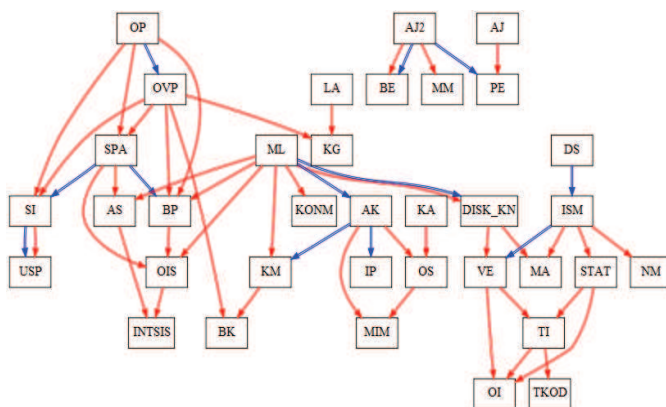 OP
AJ2
AJ
OVP
LA
BE
MM
PE
SPA
ML
KG
DS
SI
AS
BP
KONM
AK
KA
DISK_KN
ISM
USP
OIS
KM
IP
OS
VE
MA
STAT
NM
INTSIS
BK
MIM
TI
OI
TKOD